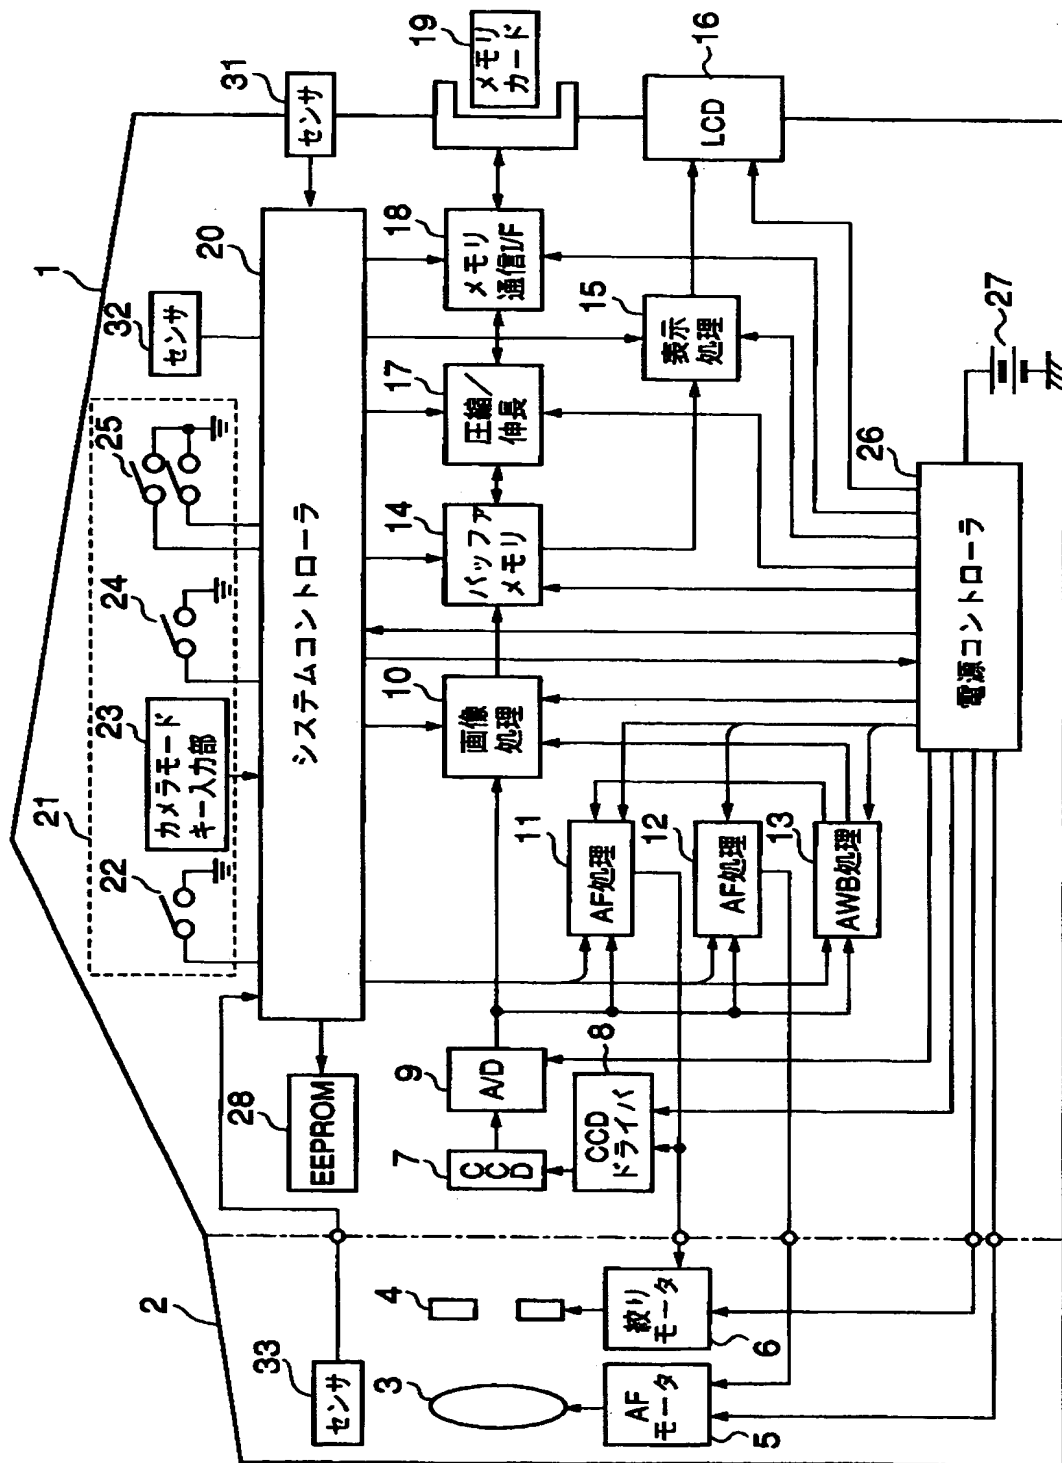 1
2
3
4
5
AF
モータ
6
絞り
モータ
7
CCD
8
CCD
ドライバ
9
A/D
10
画像
処理
11
AF処理
12
AF処理
13
AWB処理
14
バッファ
メモリ
15
表示
処理
16
LCD
17
圧縮/
伸長
18
メモリ
通信I/F
19
メモリ
カード
20
システムコントローラ
21
22
23
カメラモード
キー入力部
24
25
26
電源コントローラ
27
28
EEPROM
31
センサ
32
センサ
33
センサ